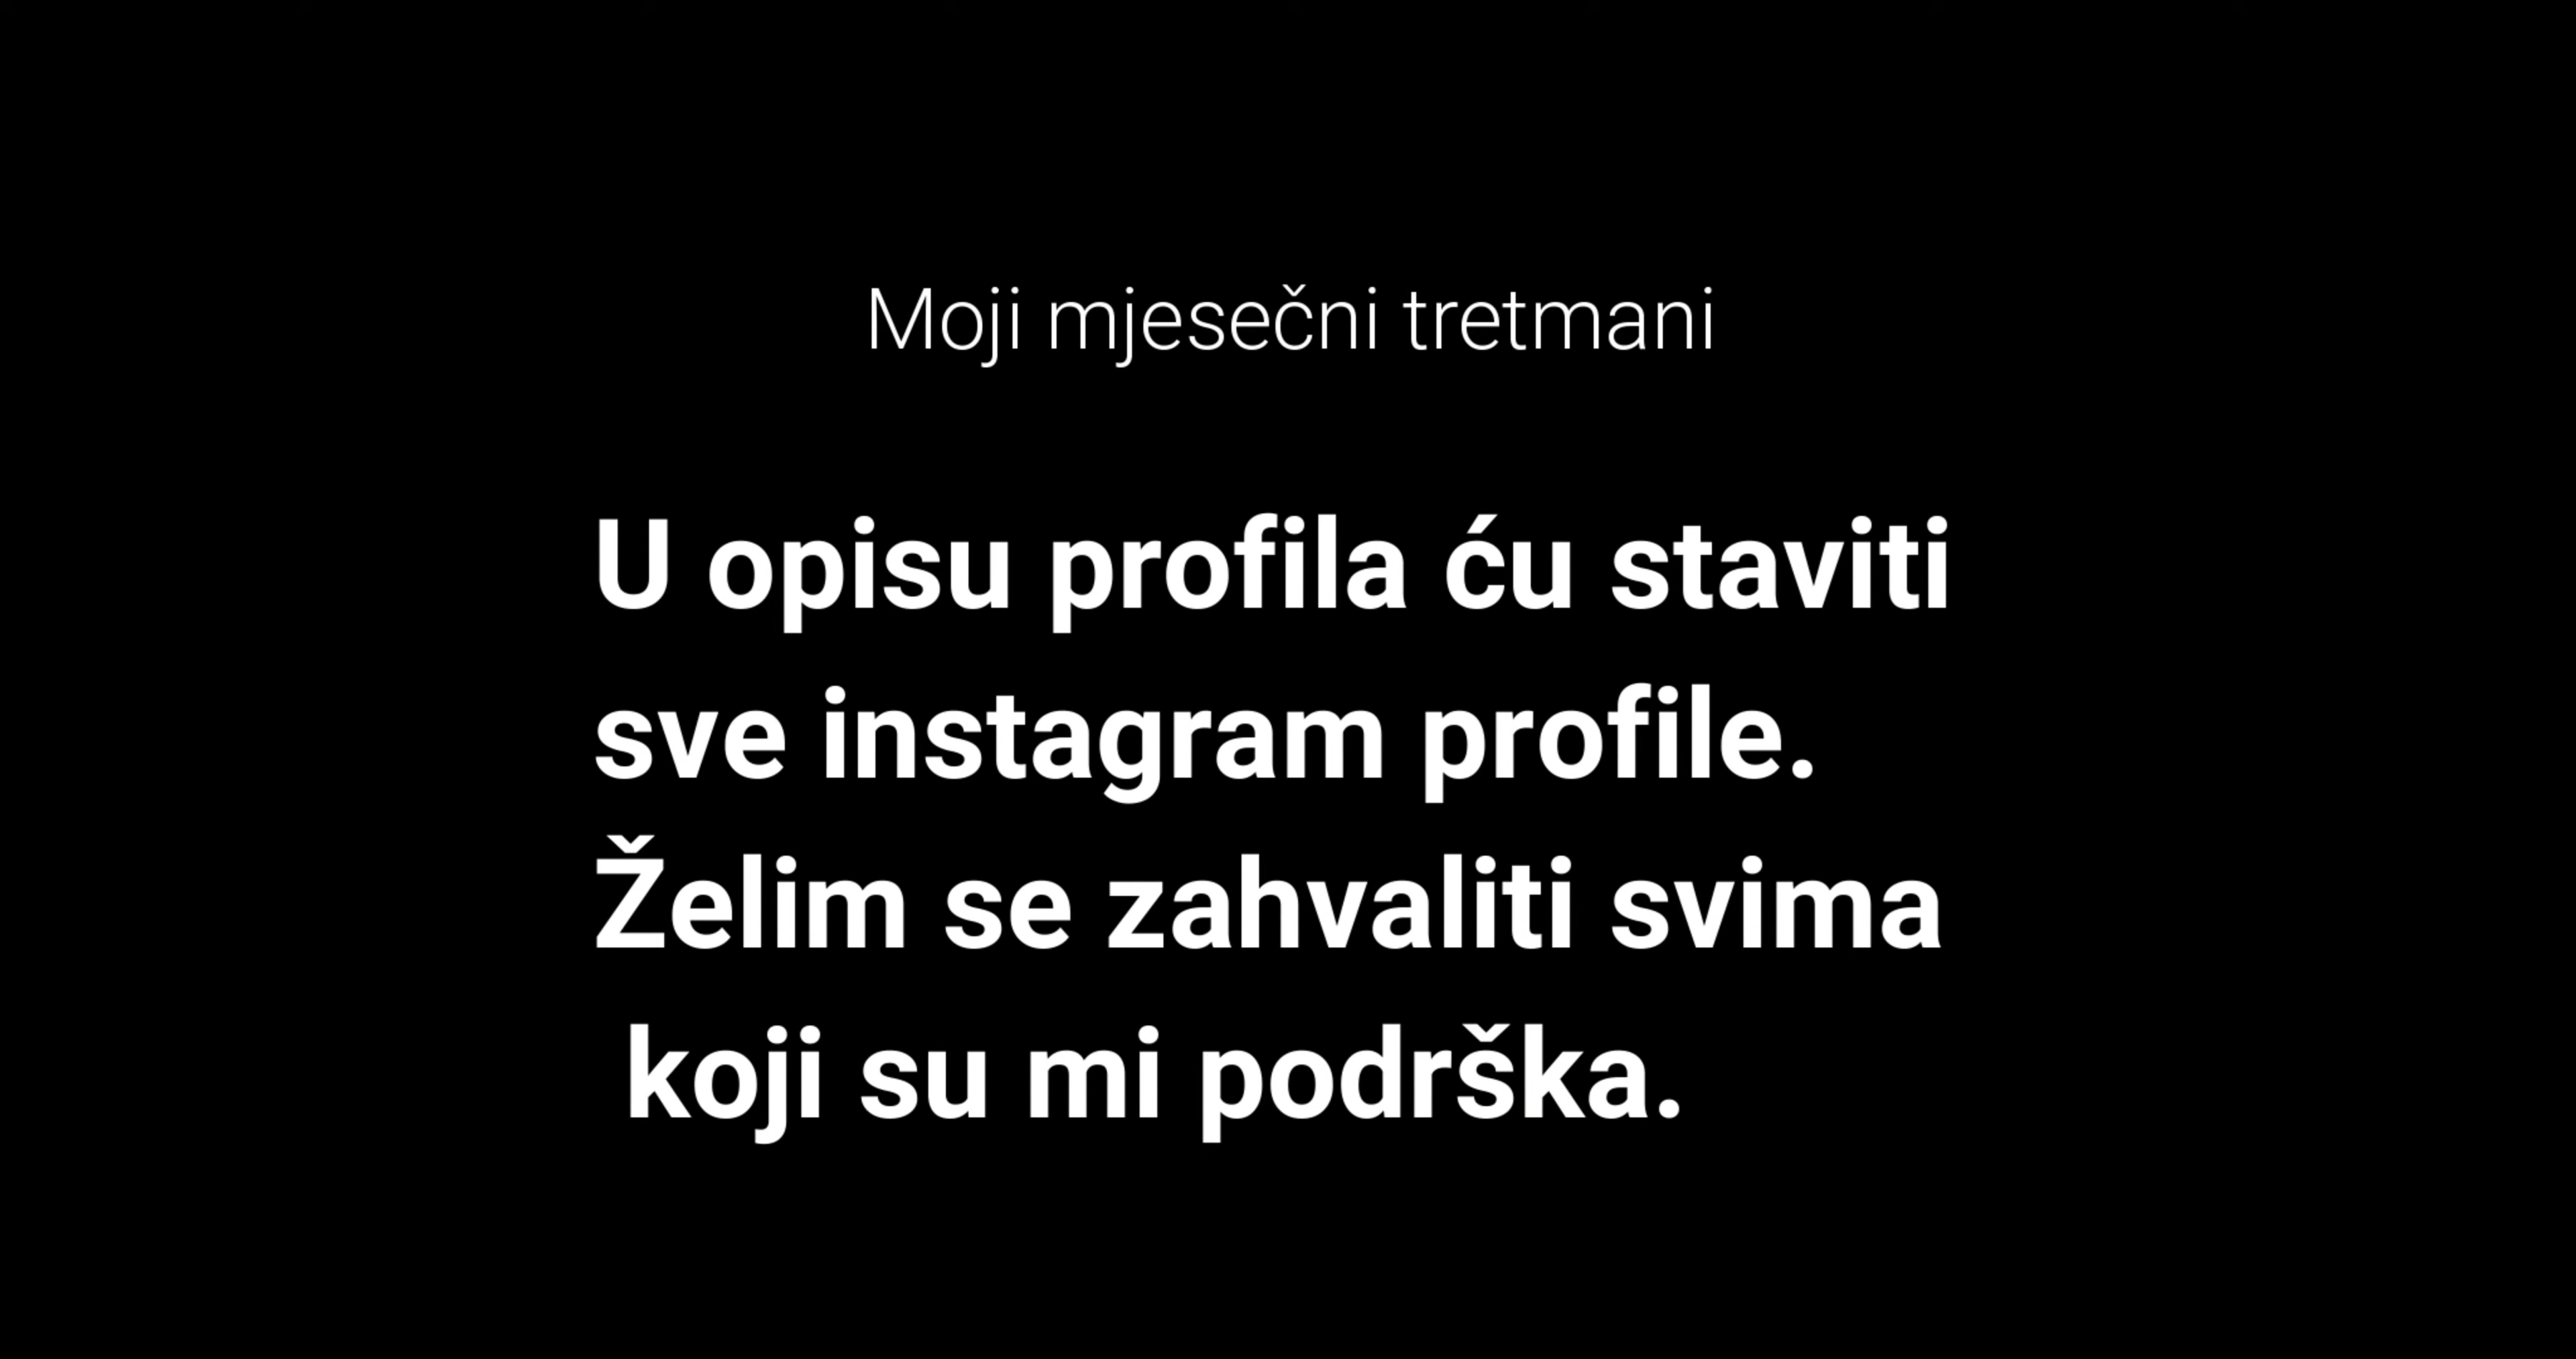 Moji mjesečni tretmani
U opisu profila ću staviti
sve instagram profile.
Želim se zahvaliti svima
koji su mi podrška.